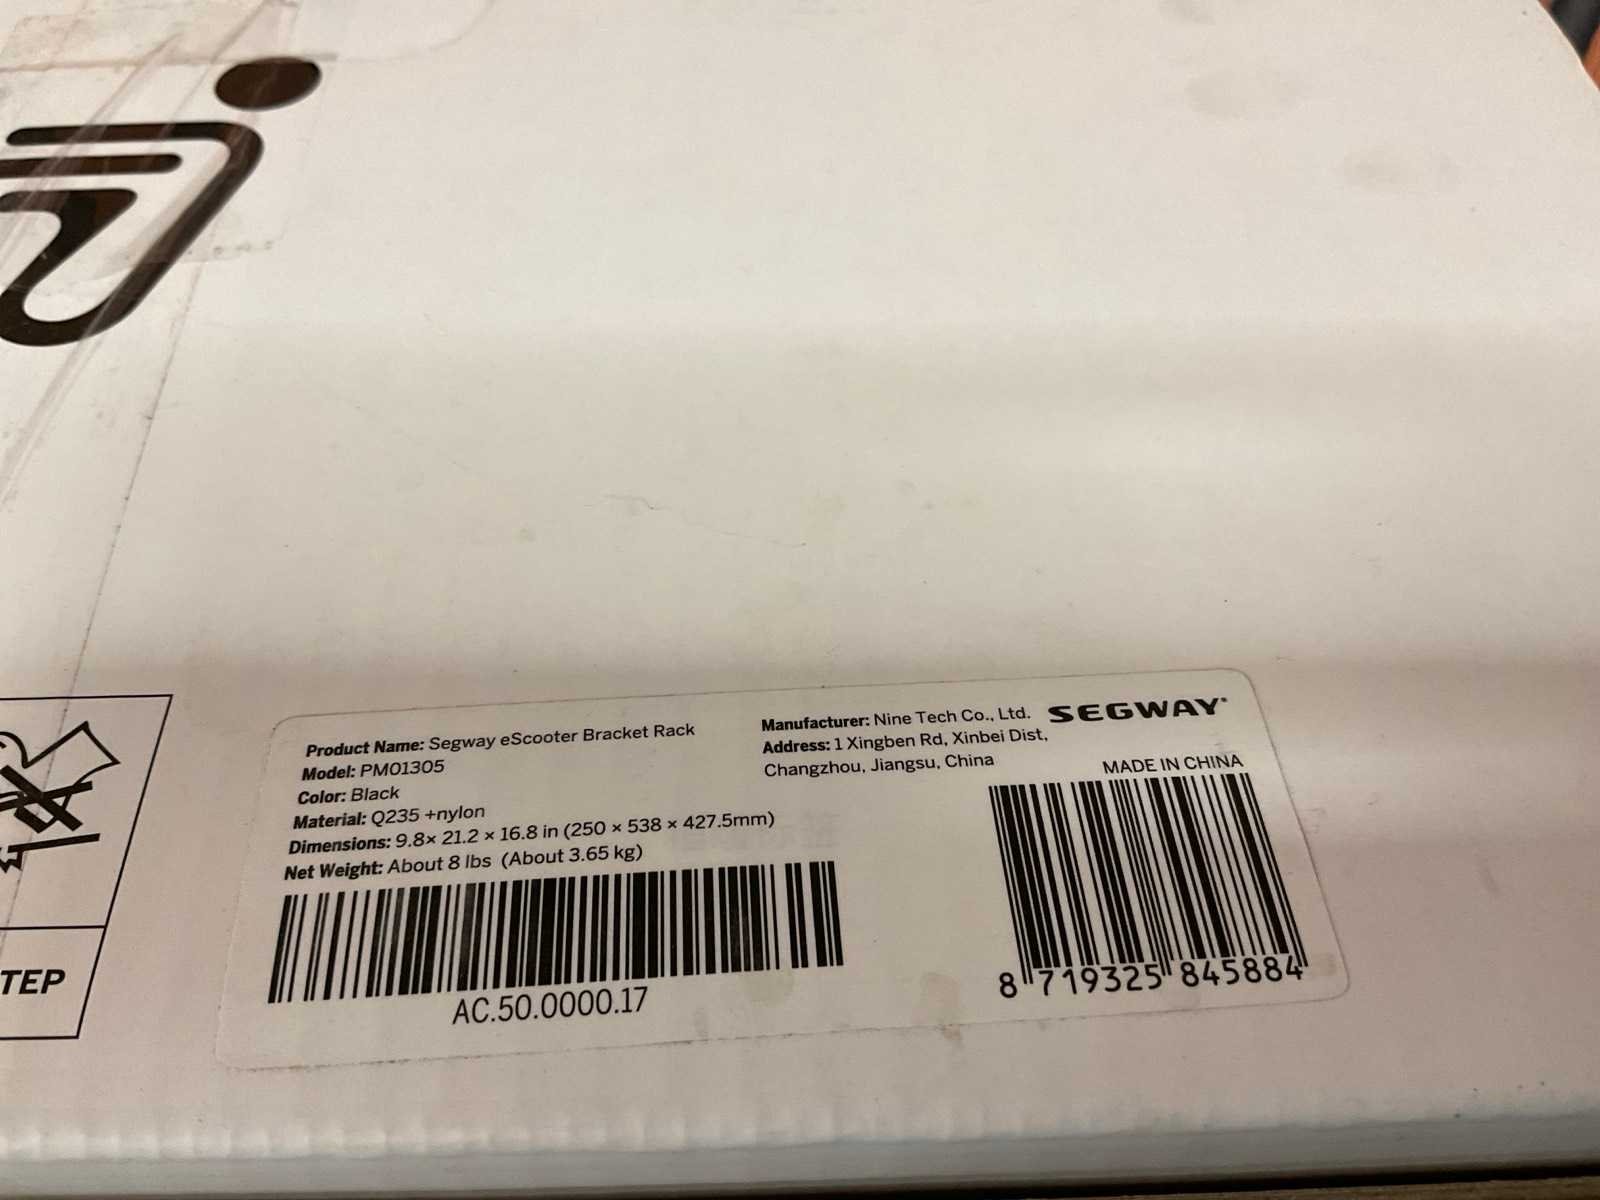 Product Name: Segway eScooter Bracket Rack
Model: PM01305
Color: Black
Material: Q235 +nylon
Dimensions: 9.8× 21.2 × 16.8 in (250 × 538 × 427.5mm)
Net Weight: About 8 lbs (About 3.65 kg)
AC.50.0000.17
Manufacturer: Nine Tech Co., Ltd.
Address: 1 Xingben Rd, Xinbei Dist,
Changzhou, Jiangsu, China
SEGWAY
MADE IN CHINA
8 719325 845884
TEP